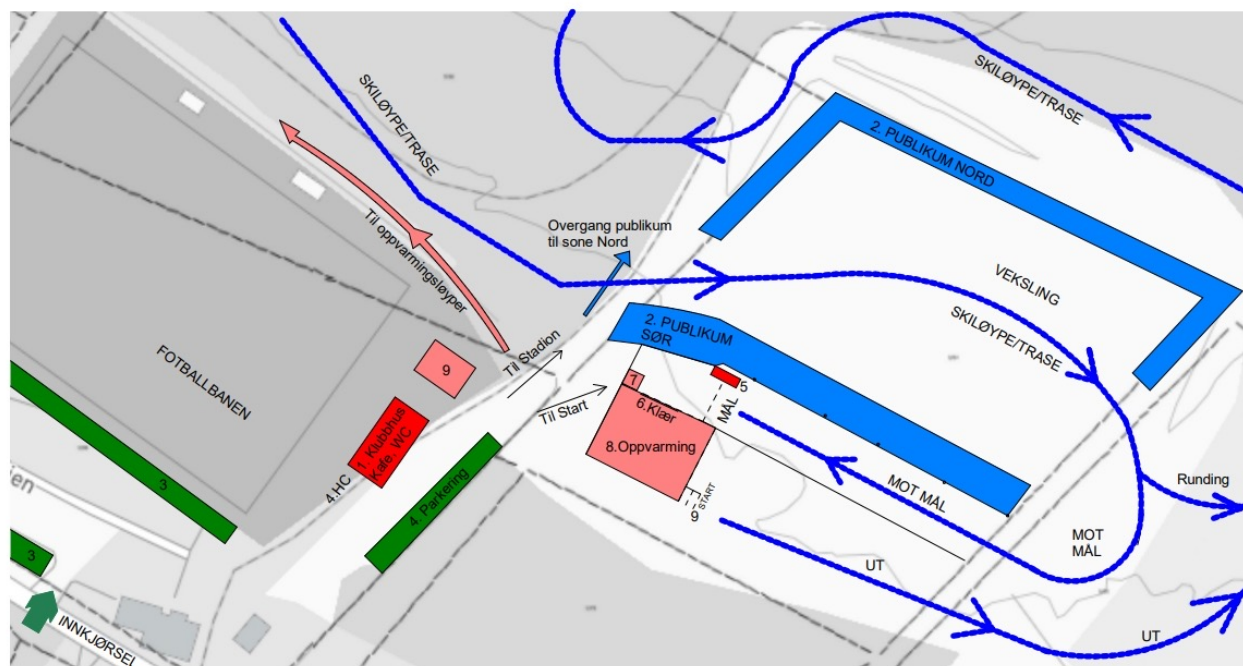 SKILØYPE/TRASE
SKILØYPE/TRASE
2. PUBLIKUM NORD
Overgang publikum
til sone Nord
Til oppvarmingsløyper
VEKSLING
SKILØYPE/TRASE
2. PUBLIKUM
SØR
Til Stadion
FOTBALLBANEN
9
7
5
Til Start
6.Klær
MÅL
8.Oppvarming
1. Klubbhus
Kafe. WC
4.HC
4. Parkering
3
MOT MÅL
Runding
START
9
MOT
MÅL
UT
3
UT
INNKJØRSEL